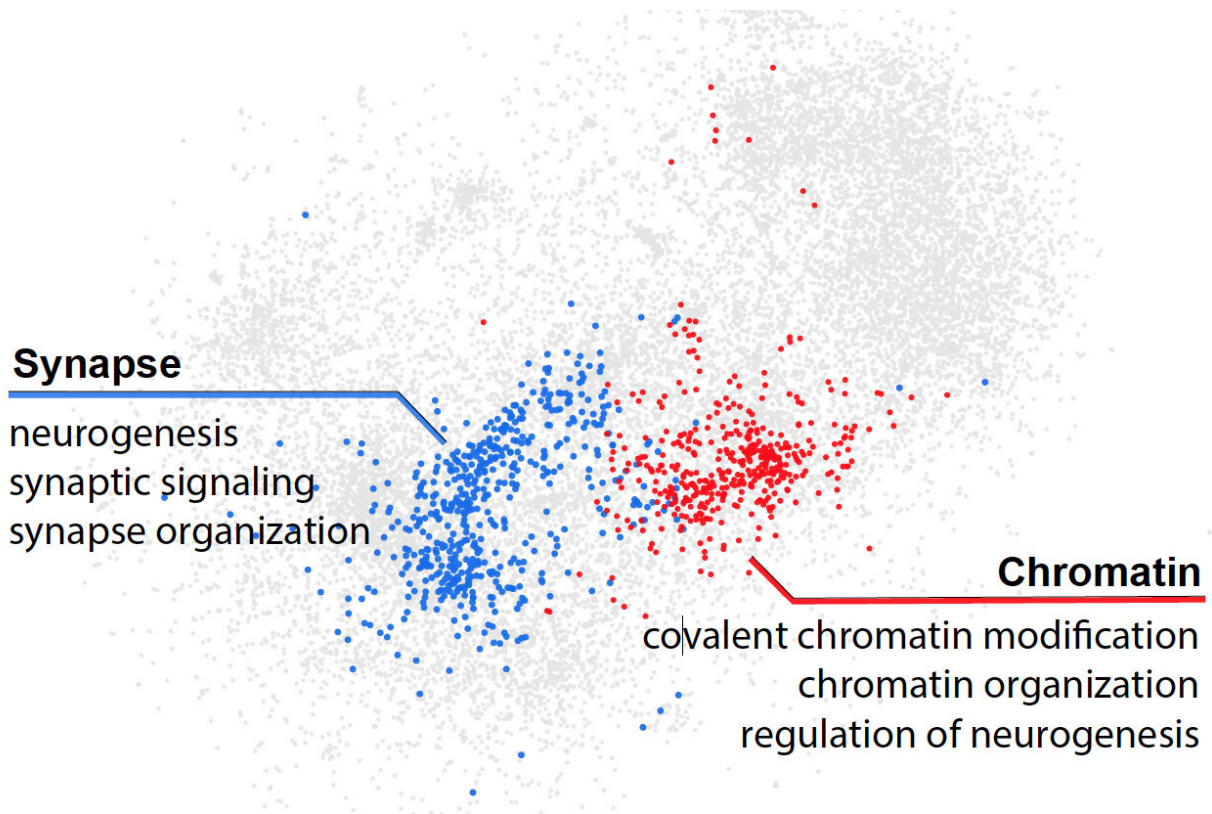 Synapse
neurogenesis
synaptic signaling
synapse organization
Chromatin
covalent chromatin modification
chromatin organization
regulation of neurogenesis